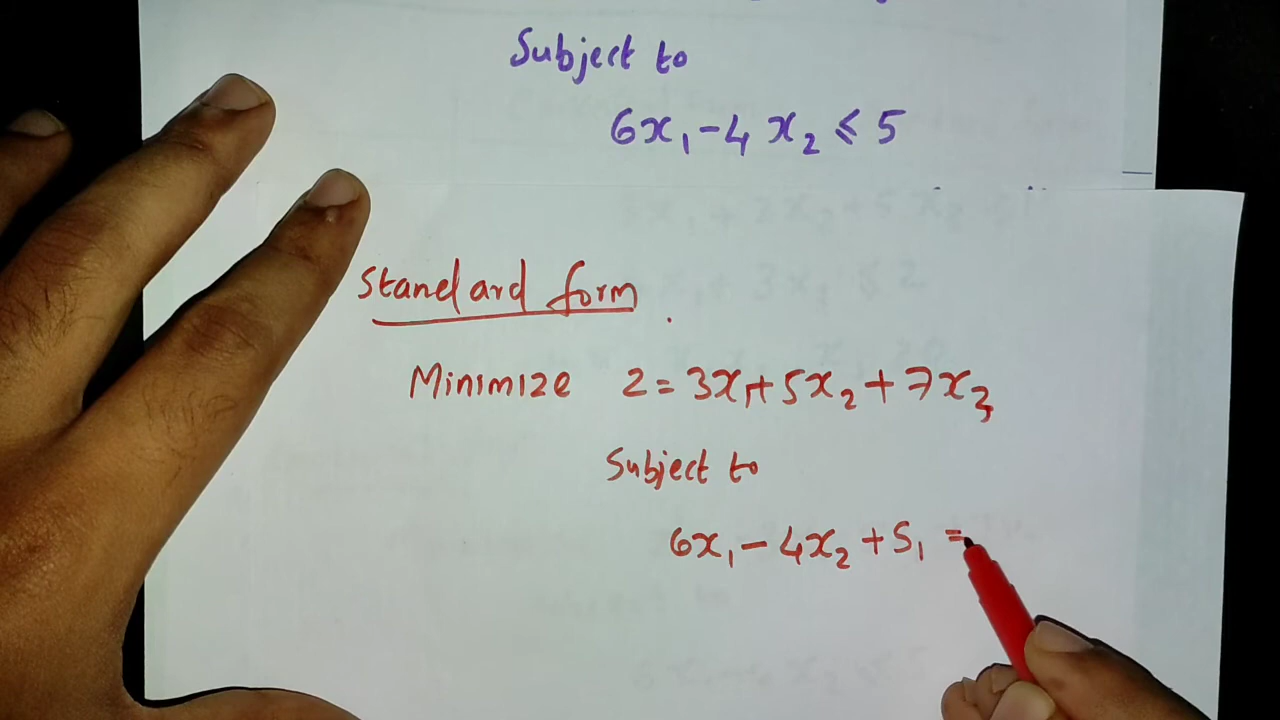 Subject to
6x₁ - 4x₂ ⩽ 5
Standard form
Minimize Z = 3x₁ + 5x₂ + 7x₃
Subject to
6x₁ - 4x₂ + S₁ =